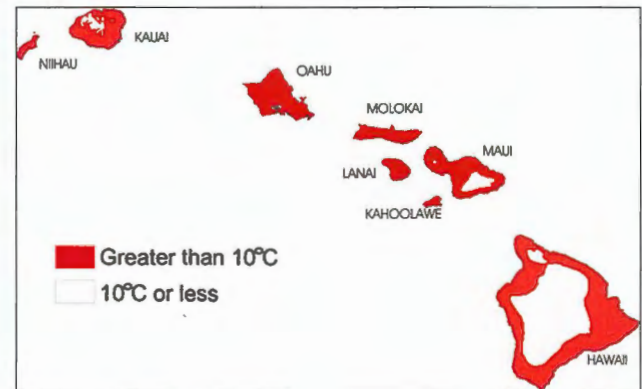 KAUAI
NIIHAU
OAHU
MOLOKAI
MAUI
LANAI
KAHOOLAWE
Greater than 10°C
10°C or less
HAWAII